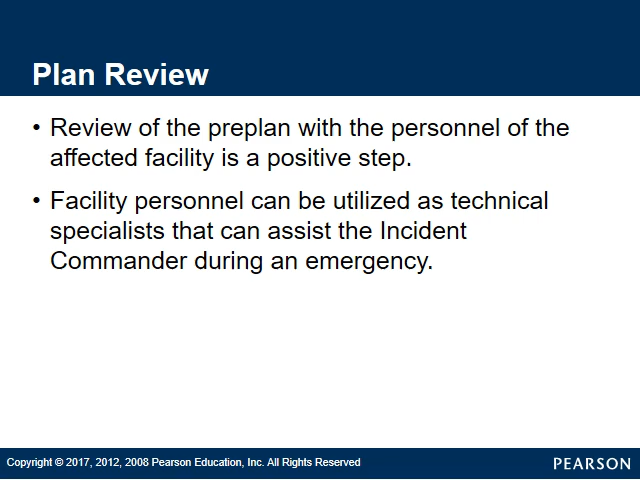 Plan Review
• Review of the preplan with the personnel of the
affected facility is a positive step.
• Facility personnel can be utilized as technical
specialists that can assist the Incident
Commander during an emergency.
Copyright © 2017, 2012, 2008 Pearson Education, Inc. All Rights Reserved
PEARSON